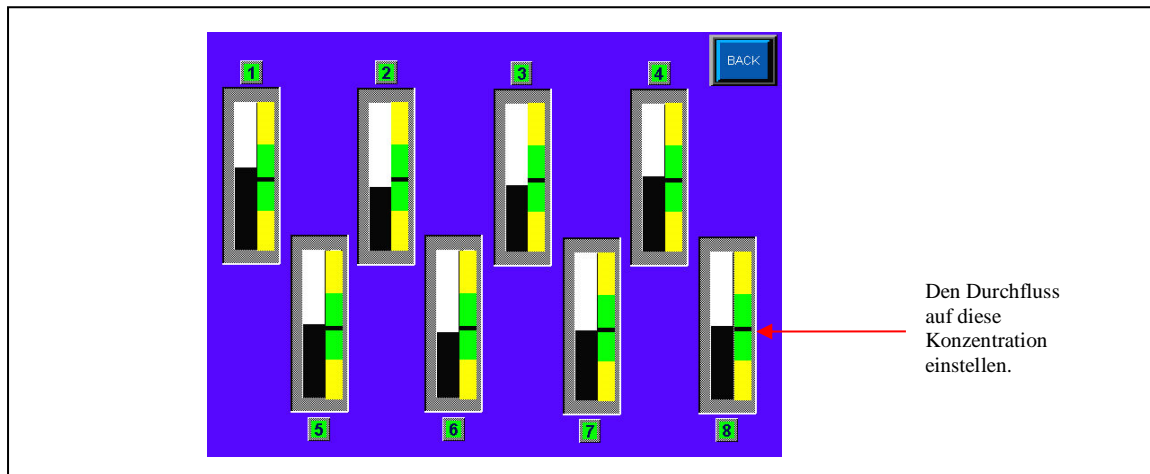 BACK
1
2
3
4
5
6
7
8
Den Durchfluss
auf diese
Konzentration
einstellen.